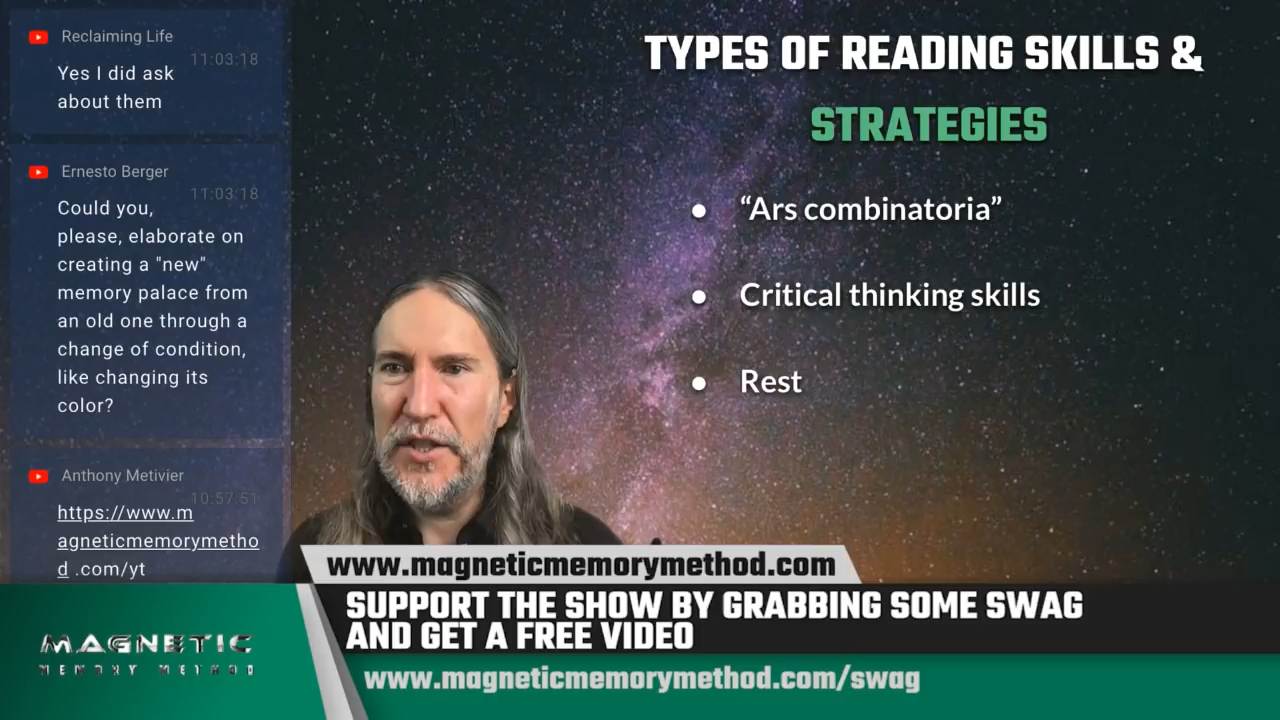 Reclaiming Life
11:03:18
Yes I did ask
about them
Ernesto Berger
11:03:18
Could you,
please, elaborate on
creating a "new"
memory palace from
an old one through a
change of condition,
like changing its
color?
Anthony Metivier
10:57:51
https://www.m
agneticmemorymetho
d .com/yt
TYPES OF READING SKILLS &
STRATEGIES
• “Ars combinatoria”
• Critical thinking skills
• Rest
www.magneticmemorymethod.com
SUPPORT THE SHOW BY GRABBING SOME SWAG
AND GET A FREE VIDEO
www.magneticmemorymethod.com/swag
MAGNETIC
MEMORY METHOD